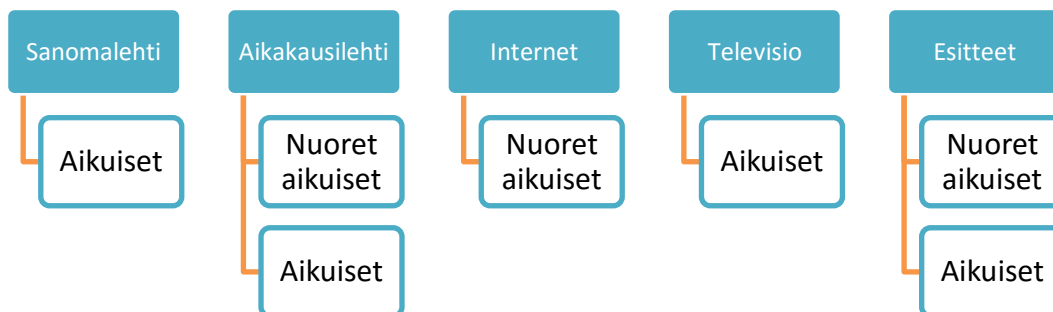 Sanomalehti
Aikakausilehti
Internet
Televisio
Esitteet
Aikuiset
Nuoret
aikuiset
Nuoret
aikuiset
Aikuiset
Nuoret
aikuiset
Aikuiset
Aikuiset